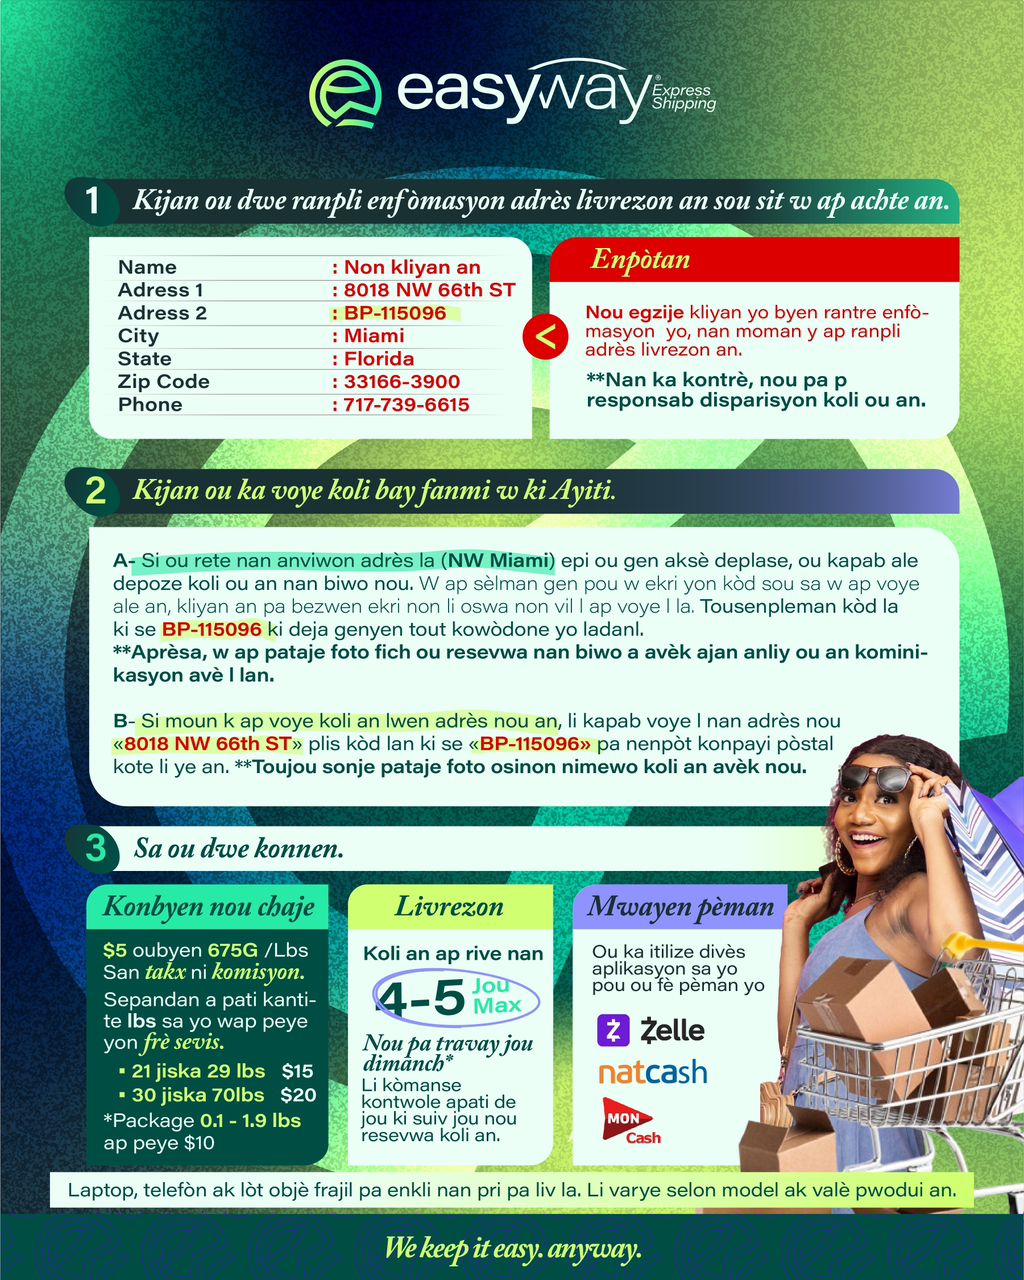 easyway® Express
Shipping
1 Kijan ou dwe ranpli enfòmasyon adrès livrezon an sou sit w ap achte an.
Name : Non kliyan an
Adress 1 : 8018 NW 66th ST
Adress 2 : BP-115096
City : Miami
State : Florida
Zip Code : 33166-3900
Phone : 717-739-6615
<
Enpòtan
Nou egzije kliyan yo byen rantre enfò-
masyon yo, nan moman y ap ranpli
adrès livrezon an.
**Nan ka kontrè, nou pa p
responsab disparisyon koli ou an.
2 Kijan ou ka voye koli bay fanmi w ki Ayiti.
A- Si ou rete nan anviwon adrès la (NW Miami) epi ou gen aksè deplase, ou kapab ale
depoze koli ou an nan biwo nou. W ap sèlman gen pou w ekri yon kòd sou sa w ap voye
ale an, kliyan an pa bezwen ekri non li oswa non vil l ap voye l la. Tousenpleman kòd la
ki se BP-115096 ki deja genyen tout kowòdone yo ladanl.
**Aprèsa, w ap pataje foto fich ou resevwa nan biwo a avèk ajan anliy ou an komini-
kasyon avè l lan.
B- Si moun k ap voye koli an lwen adrès nou an, li kapab voye l nan adrès nou
«8018 NW 66th ST» plis kòd lan ki se «BP-115096» pa nenpòt konpayi pòstal
kote li ye an. **Toujou sonje pataje foto osinon nimewo koli an avèk nou.
3 Sa ou dwe konnen.
Konbyen nou chaje
$5 oubyen 675G /Lbs
San takx ni komisyon.
Sepandan a pati kanti-
te lbs sa yo wap peye
yon frè sevis.
▪ 21 jiska 29 lbs $15
▪ 30 jiska 70lbs $20
*Package 0.1 - 1.9 lbs
ap peye $10
Livrezon
Koli an ap rive nan
4-5 Jou
Max
Nou pa travay jou
dimanch*
Li kòmanse
kontwole apati de
jou ki suiv jou nou
resevwa koli an.
Mwayen pèman
Ou ka itilize divès
aplikasyon sa yo
pou ou fè pèman yo
Zelle
natcash
MON
Cash
Laptop, telefòn ak lòt objè frajil pa enkli nan pri pa liv la. Li varye selon model ak valè pwodui an.
We keep it easy. anyway.